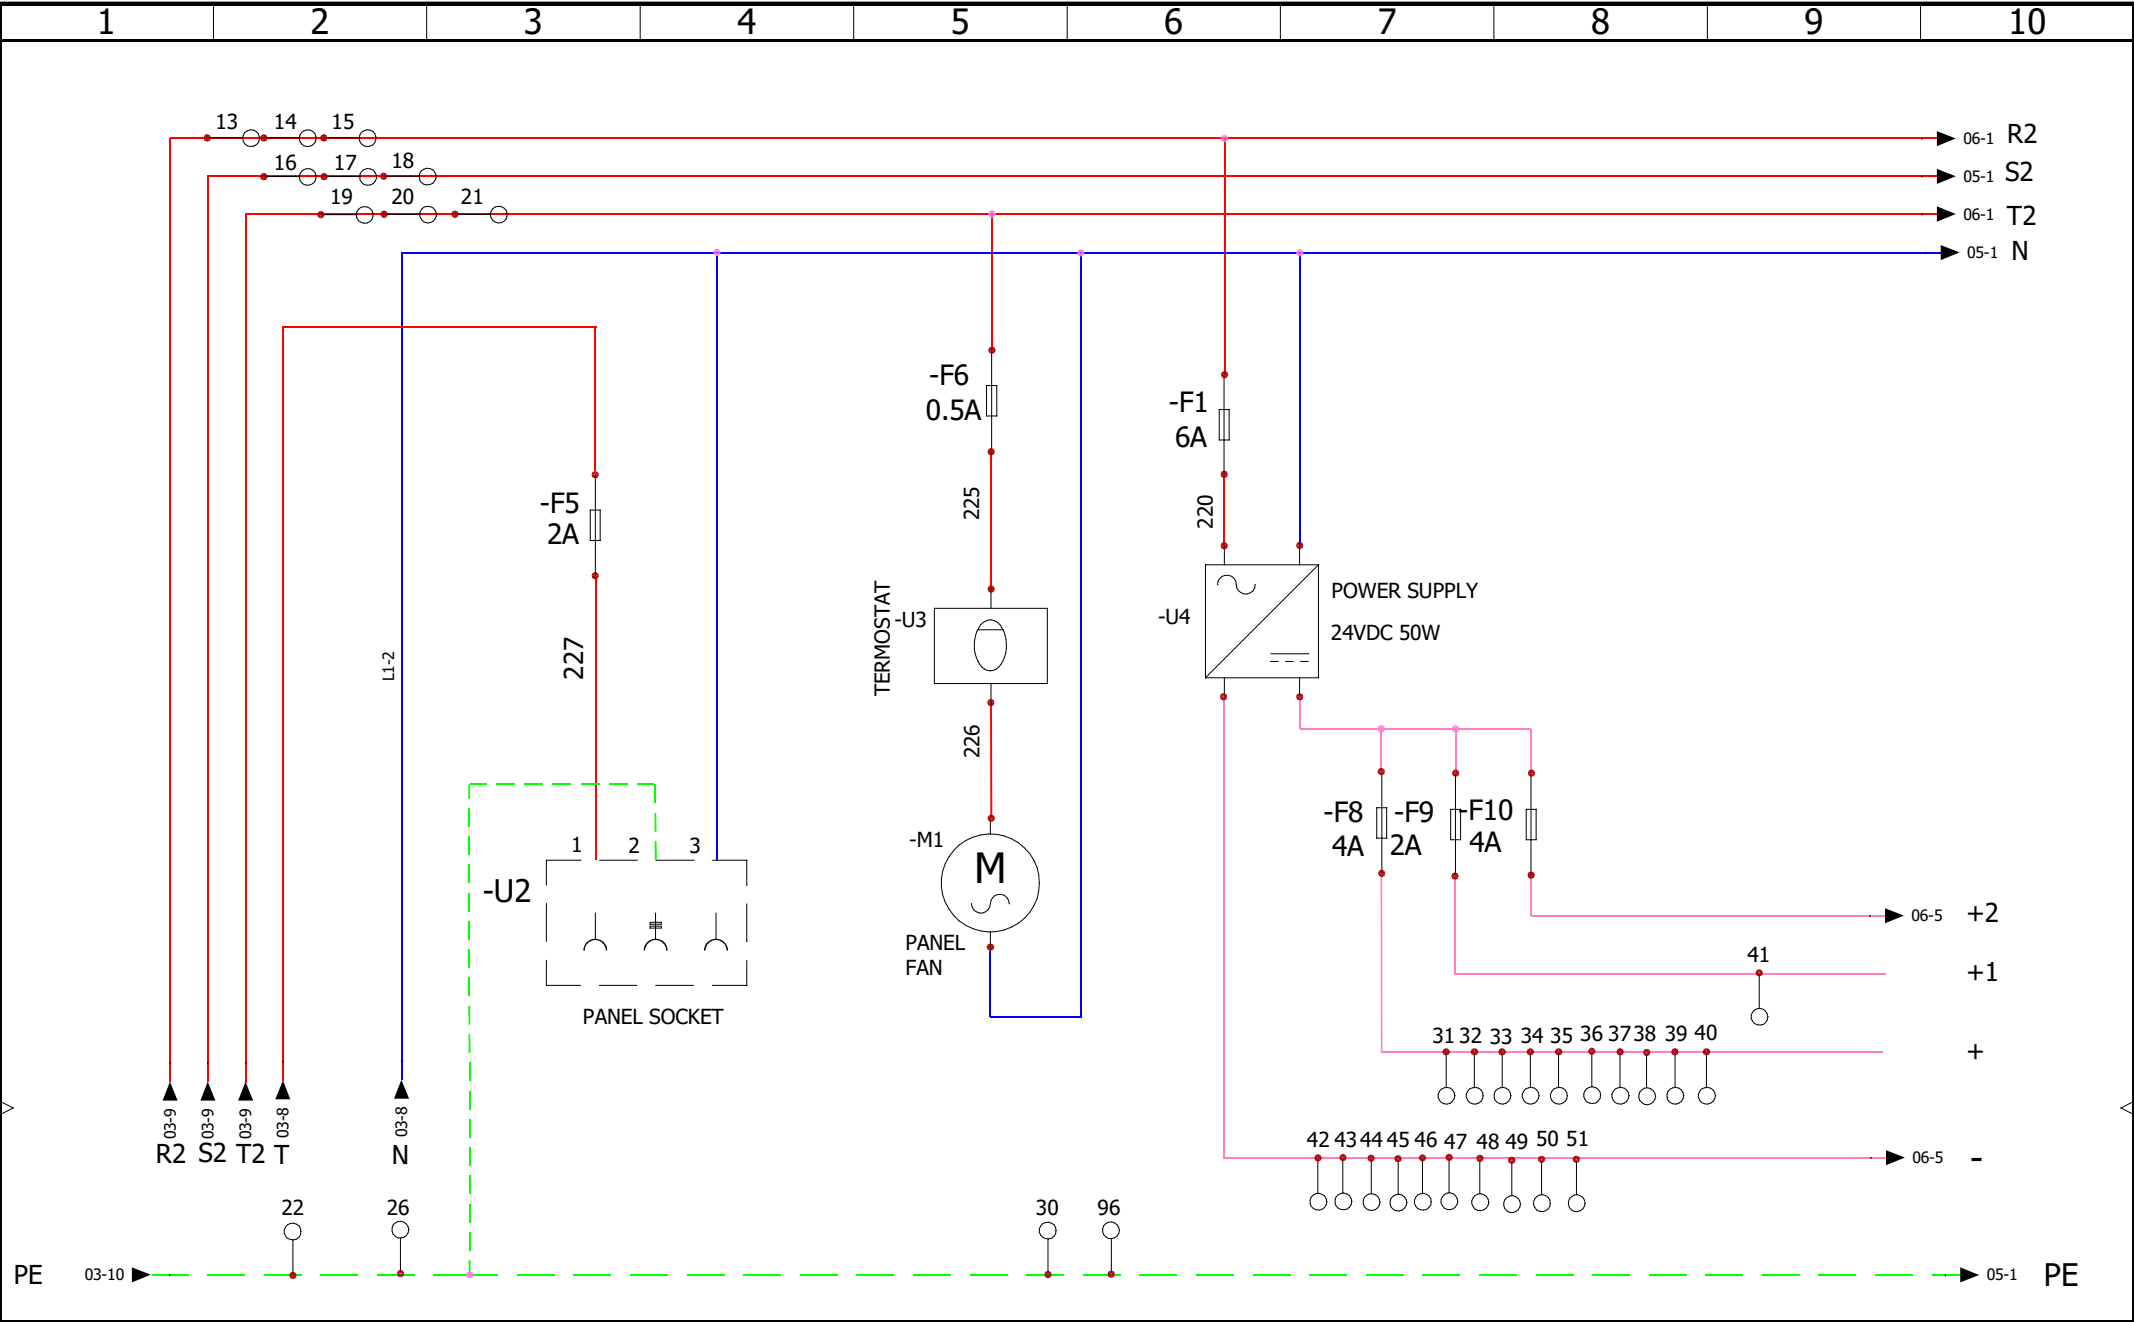 1 2 3 4 5 6 7 8 9 10
13 14 15
06-1 R2
16 17 18
05-1 S2
19 20 21
06-1 T2
05-1 N
-F6
0.5A
-F1
6A
-F5
2A
225
220
L1-2
227
TERMOSTAT
-U3
-U4
POWER SUPPLY
24VDC 50W
226
-F8
4A
-F9
2A
-F10
4A
1 2 3
-U2
PANEL SOCKET
-M1
M
PANEL
FAN
06-5 +2
41
+1
31 32 33 34 35 36 37 38 39 40
+
03-9 03-9 03-9 03-8 03-8
R2 S2 T2 T N
42 43 44 45 46 47 48 49 50 51
06-5 -
22 26 30 96
PE 03-10
05-1 PE